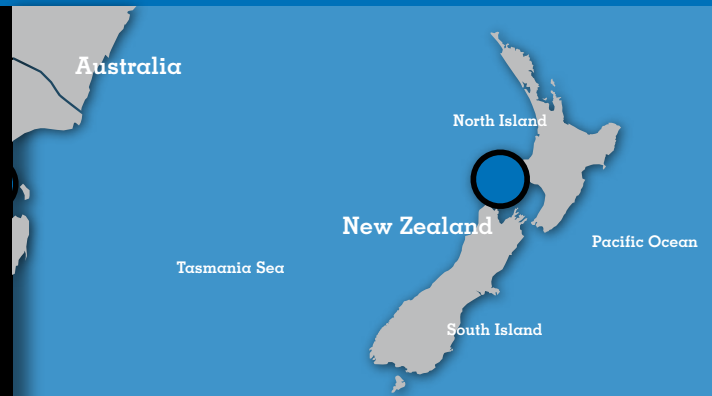 Australia
North Island
New Zealand
Pacific Ocean
Tasmania Sea
South Island